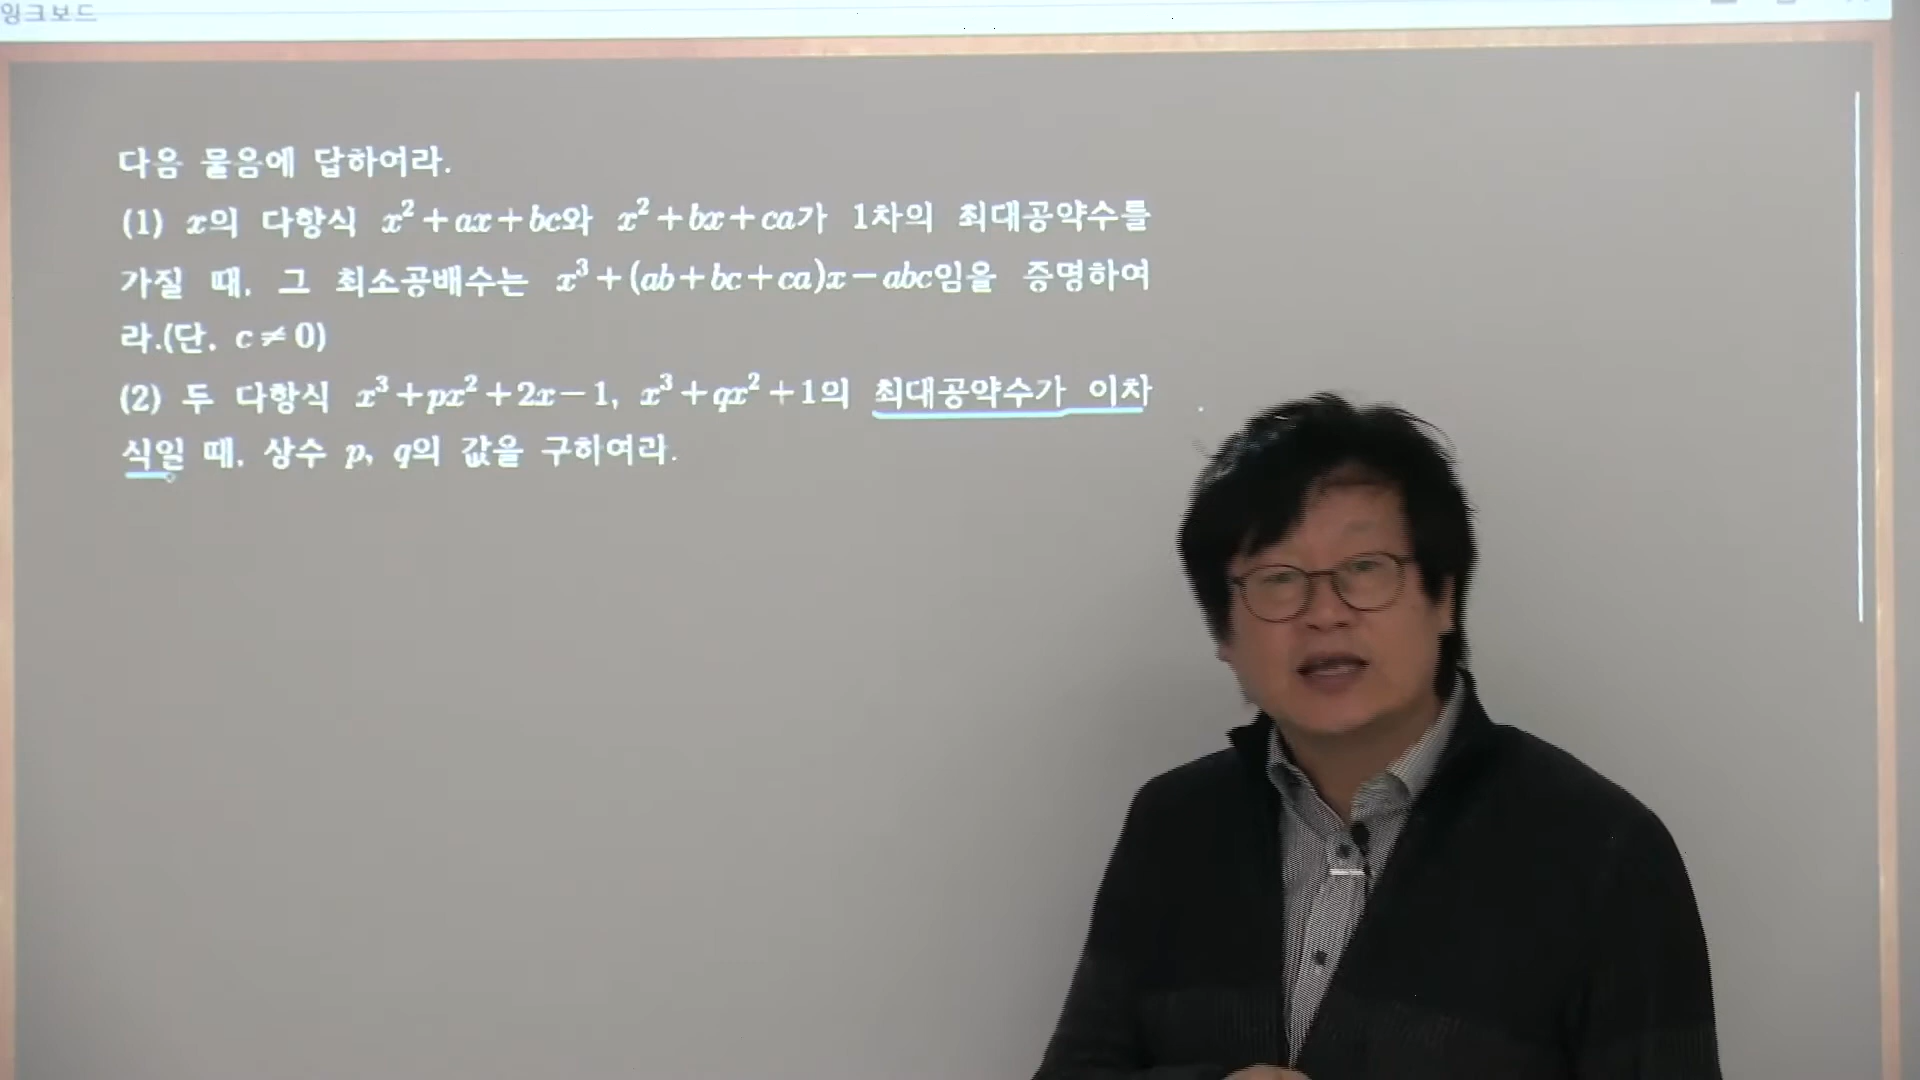 잉크보드
다음 물음에 답하여라.
(1) x의 다항식 x²+ax+bc와 x²+bx+ca가 1차의 최대공약수를
가질 때, 그 최소공배수는 x³+(ab+bc+ca)x−abc임을 증명하여
라.(단, c≠0)
(2) 두 다항식 x³+px²+2x−1, x³+qx²+1의 최대공약수가 이차
식일 때, 상수 p, q의 값을 구하여라.